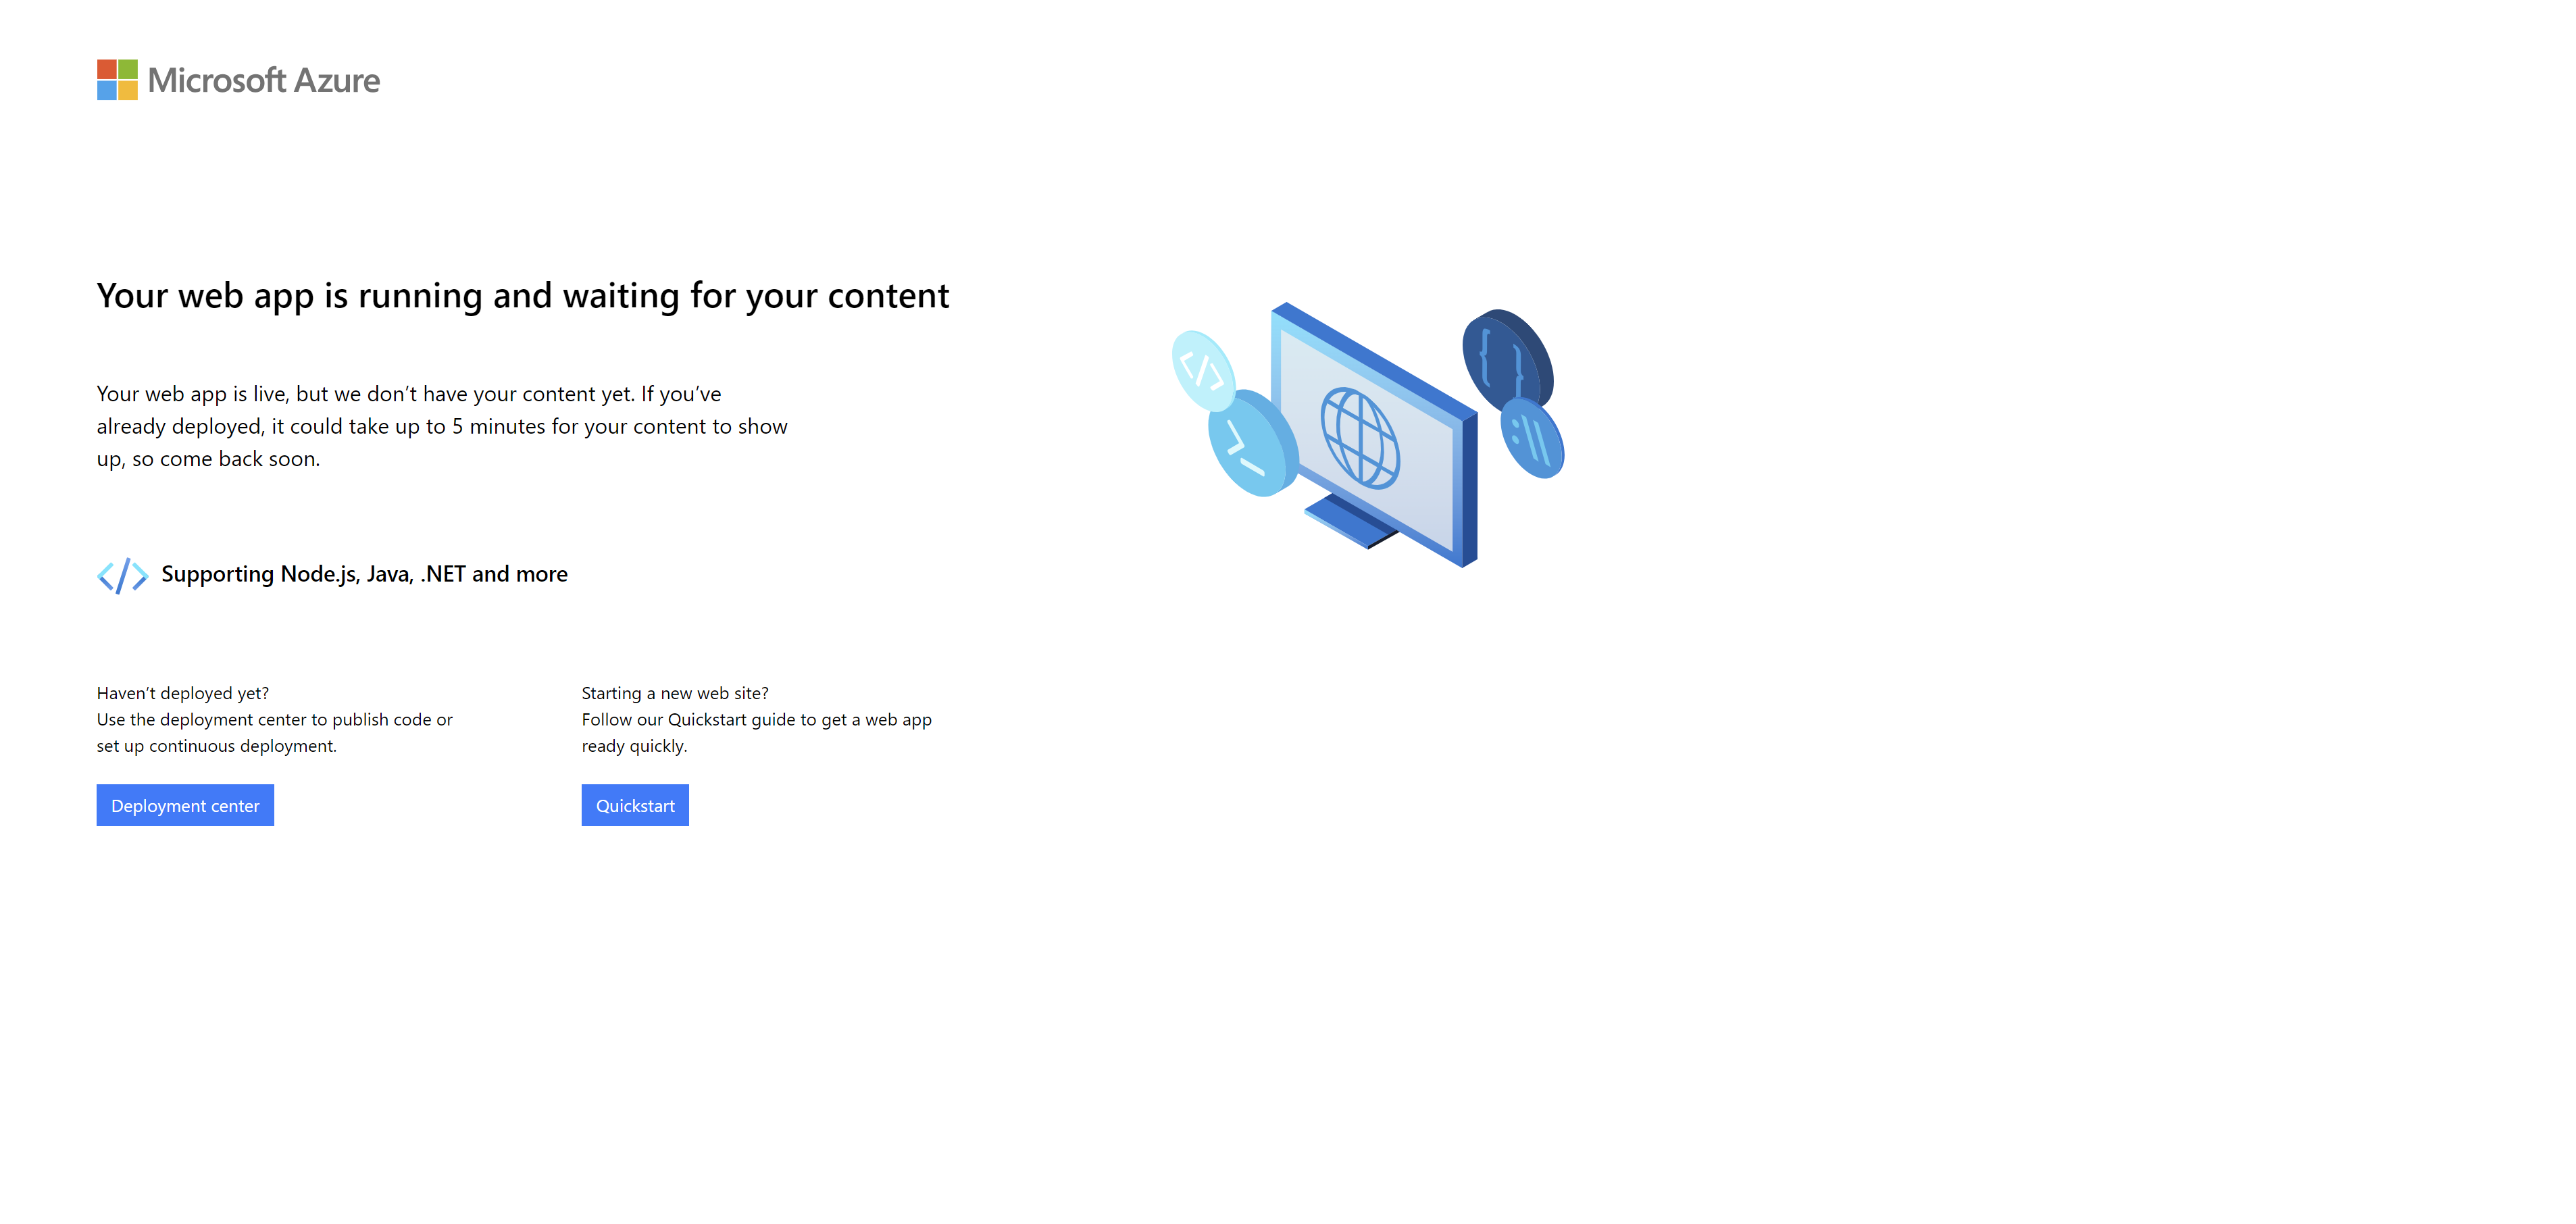 Microsoft Azure
Your web app is running and waiting for your content
Your web app is live, but we don’t have your content yet. If you’ve
already deployed, it could take up to 5 minutes for your content to show
up, so come back soon.
</> Supporting Node.js, Java, .NET and more
Haven’t deployed yet?
Use the deployment center to publish code or
set up continuous deployment.
Deployment center
Starting a new web site?
Follow our Quickstart guide to get a web app
ready quickly.
Quickstart